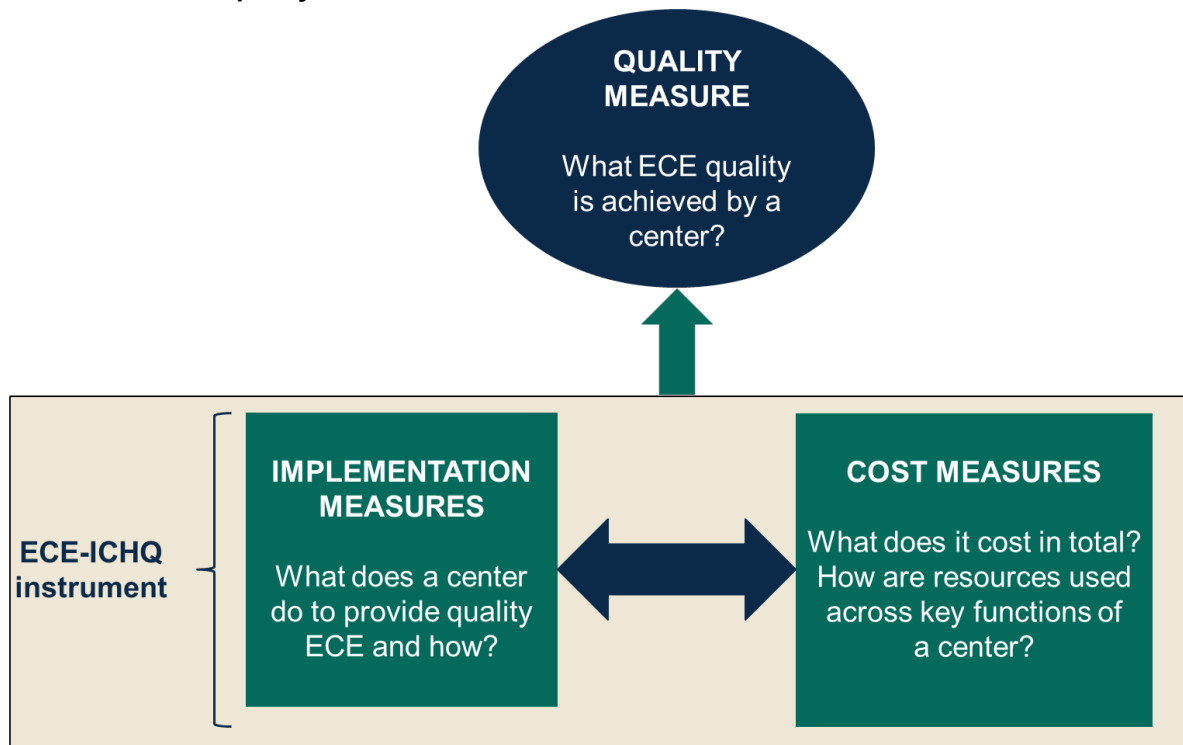 QUALITY
MEASURE
What ECE quality
is achieved by a
center?
ECE-ICHQ
instrument
IMPLEMENTATION
MEASURES
What does a center
do to provide quality
ECE and how?
COST MEASURES
What does it cost in total?
How are resources used
across key functions of
a center?